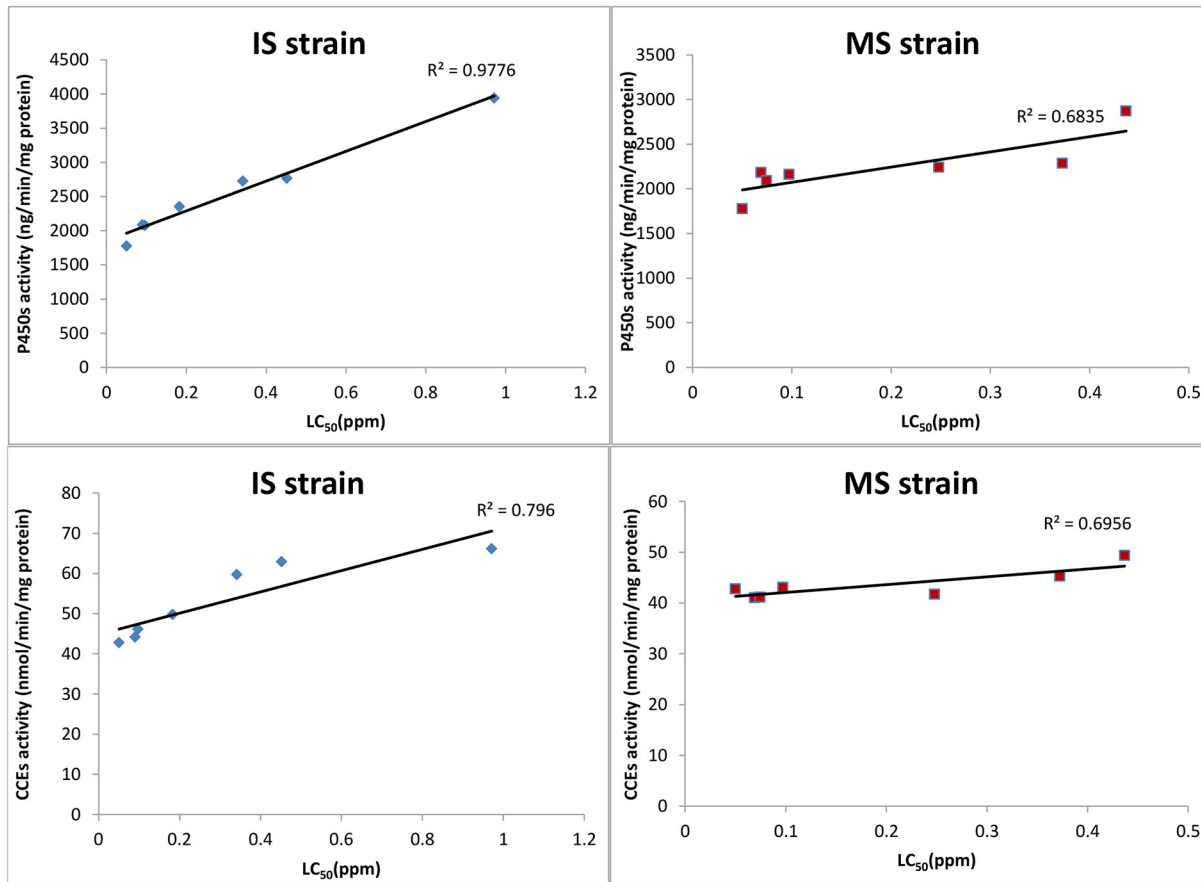 IS strain
R² = 0.9776
P450s activity (ng/min/mg protein)
4500
4000
3500
3000
2500
2000
1500
1000
500
0
0 0.2 0.4 0.6 0.8 1 1.2
LC₅₀(ppm)
MS strain
R² = 0.6835
P450s activity (ng/min/mg protein)
3500
3000
2500
2000
1500
1000
500
0
0 0.1 0.2 0.3 0.4 0.5
LC₅₀(ppm)
IS strain
R² = 0.796
CCEs activity (nmol/min/mg protein)
80
70
60
50
40
30
20
10
0
0 0.2 0.4 0.6 0.8 1 1.2
LC₅₀(ppm)
MS strain
R² = 0.6956
CCEs activity (nmol/min/mg protein)
60
50
40
30
20
10
0
0 0.1 0.2 0.3 0.4 0.5
LC₅₀(ppm)